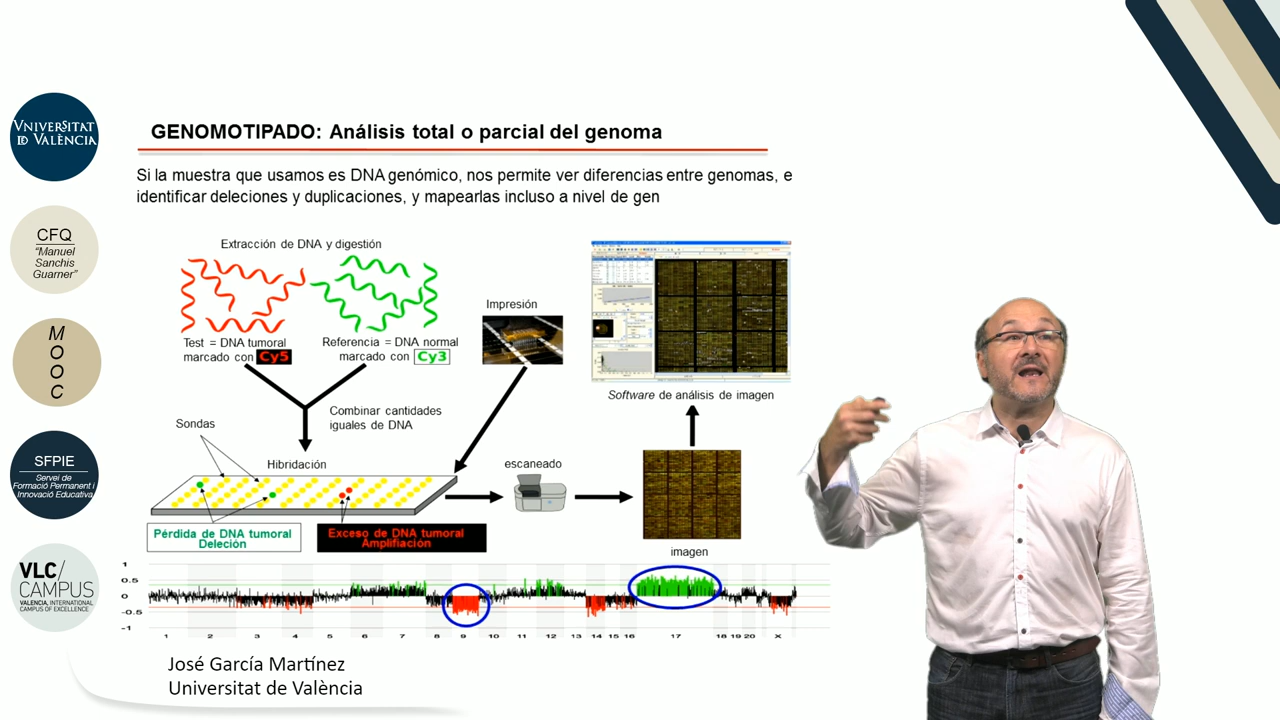 GENOMOTIPADO: Análisis total o parcial del genoma
Si la muestra que usamos es DNA genómico, nos permite ver diferencias entre genomas, e
identificar deleciones y duplicaciones, y mapearlas incluso a nivel de gen
VNIVERSITAT
ID VALÈNCIA
CFQ
“Manuel
Sanchis
Guarner”
M
O
O
C
SFPIE
Servei de
Formació Permanent i
Innovació Educativa
VLC/
CAMPUS
VALENCIA, INTERNATIONAL
CAMPUS OF EXCELLENCE
Extracción de DNA y digestión
Test = DNA tumoral
marcado con Cy5
Referencia = DNA normal
marcado con Cy3
Impresión
Software de análisis de imagen
Combinar cantidades
iguales de DNA
Sondas
Hibridación
escaneado
imagen
Pérdida de DNA tumoral
Deleción
Exceso de DNA tumoral
Amplifiación
1
0.5
0
-0.5
-1
1 2 3 4 5 6 7 8 9 10 11 12 13 14 15 16 17 18 19 20 X
José García Martínez
Universitat de València